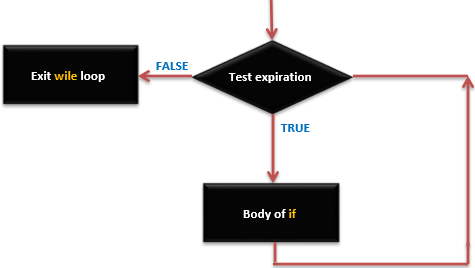 Exit wile loop
FALSE
Test expiration
TRUE
Body of if